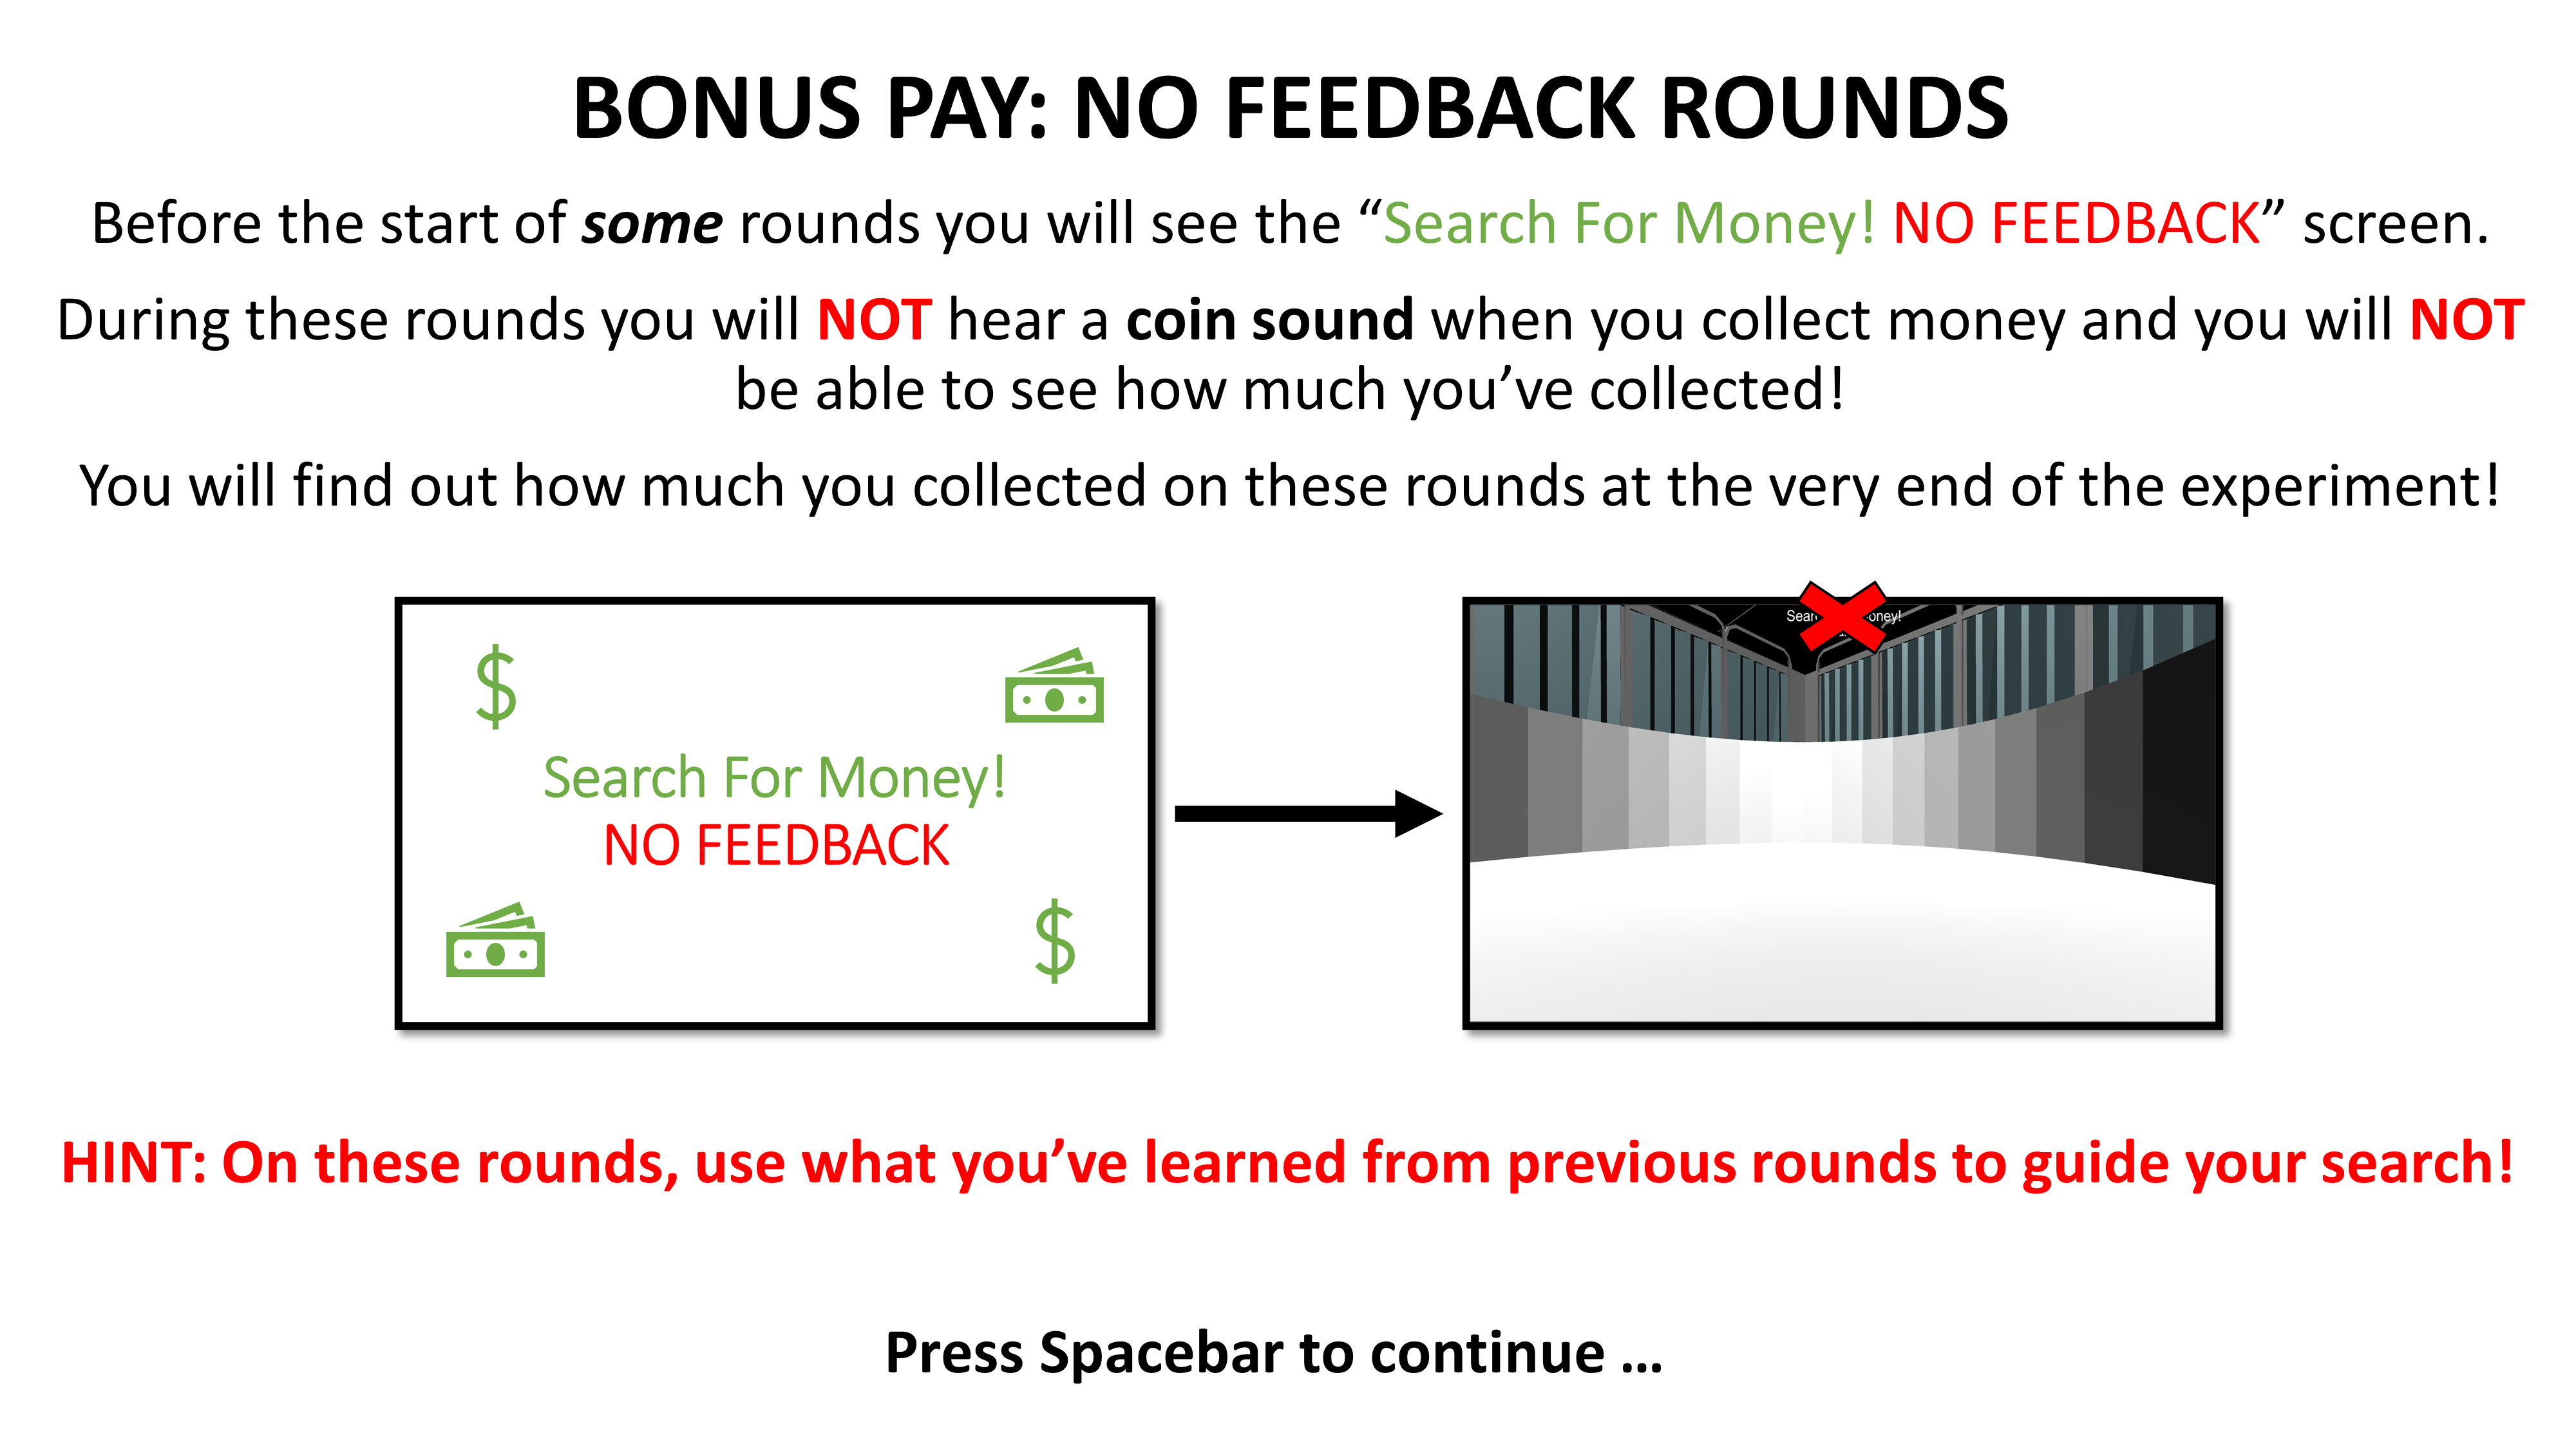 BONUS PAY: NO FEEDBACK ROUNDS
Before the start of some rounds you will see the “Search For Money! NO FEEDBACK” screen.
During these rounds you will NOT hear a coin sound when you collect money and you will NOT
be able to see how much you’ve collected!
You will find out how much you collected on these rounds at the very end of the experiment!
Search For Money!
NO FEEDBACK
HINT: On these rounds, use what you’ve learned from previous rounds to guide your search!
Press Spacebar to continue …